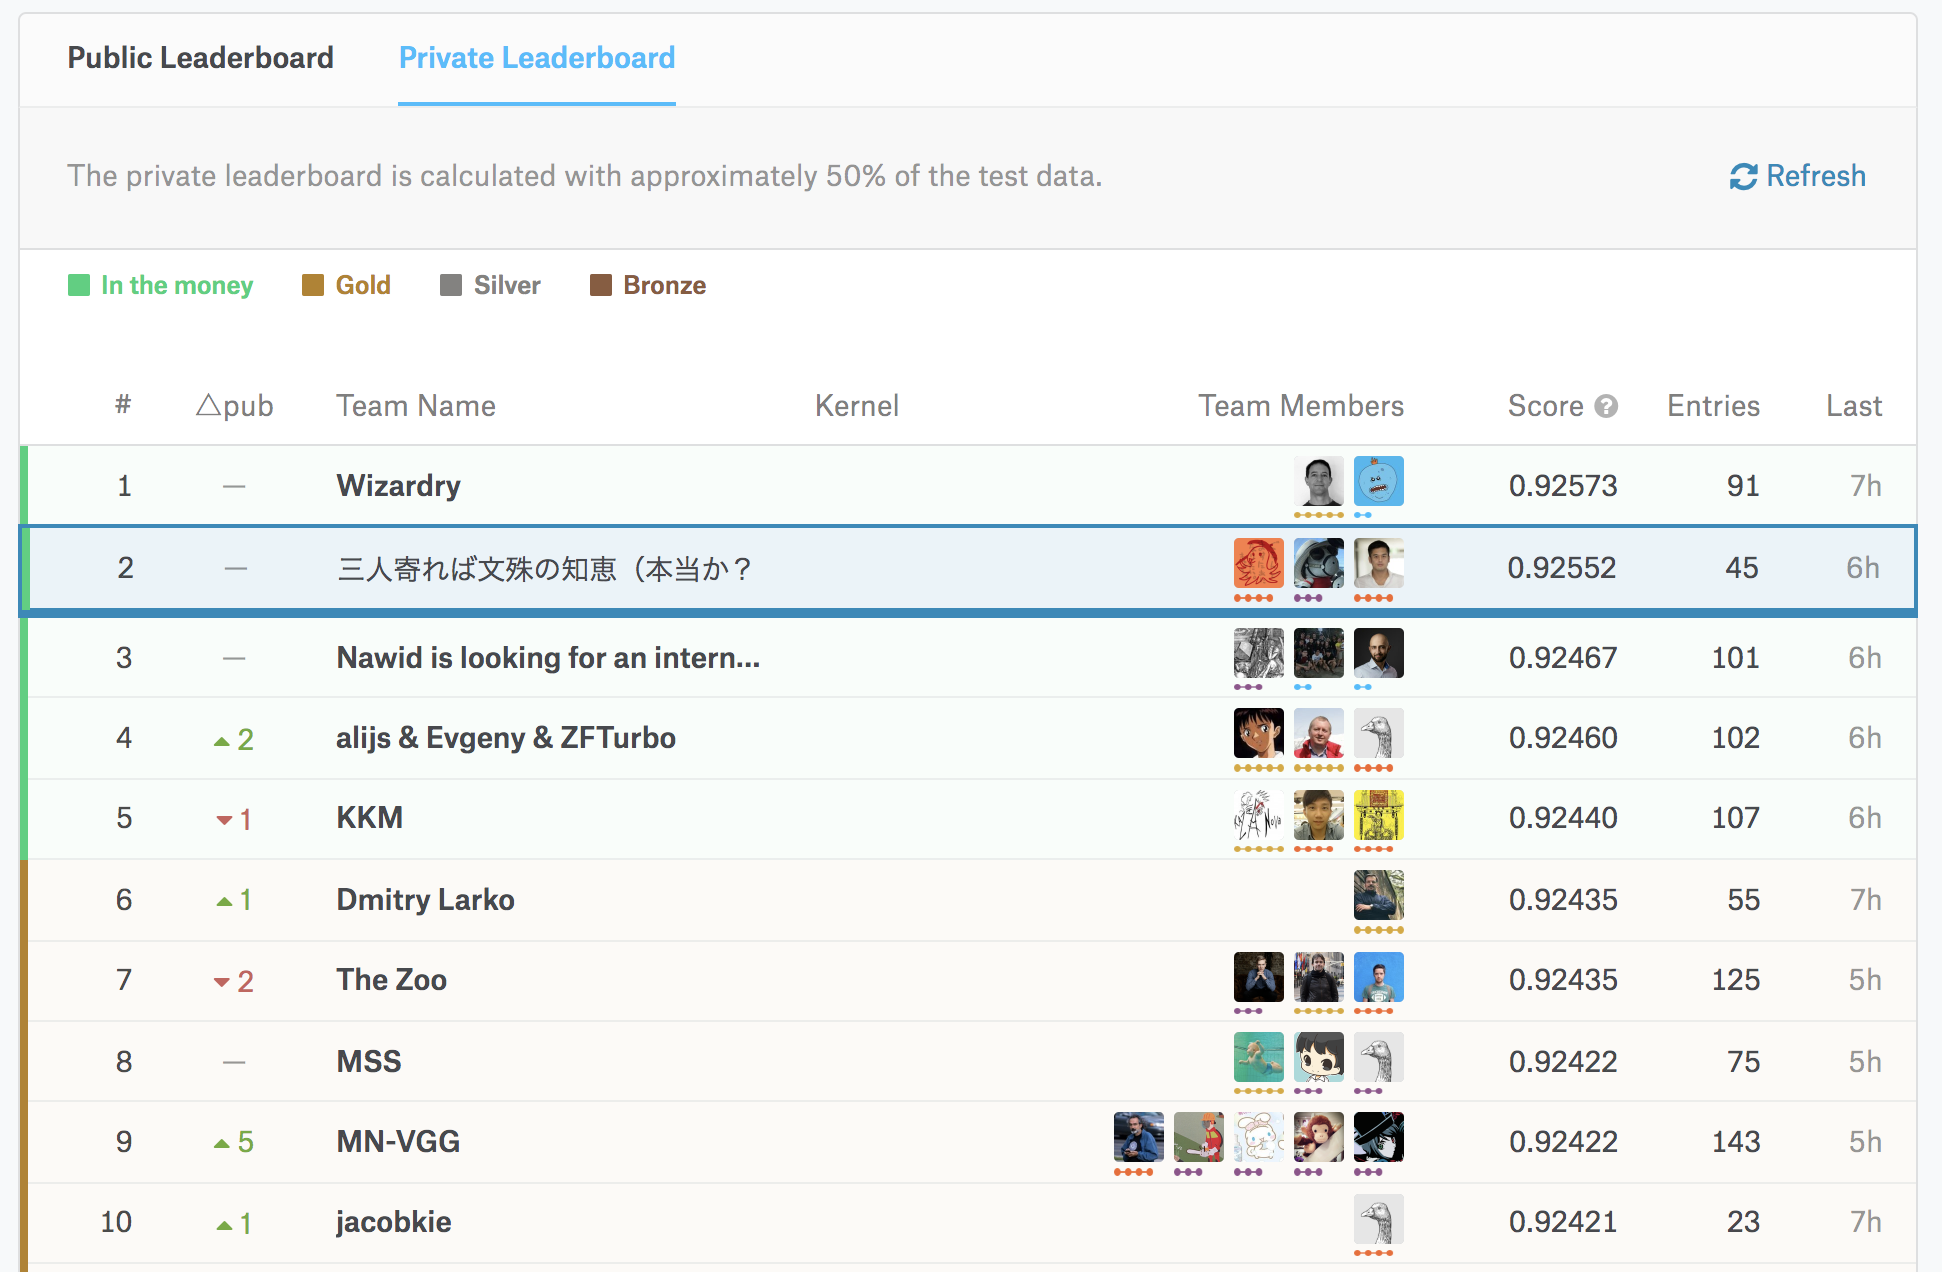 Public Leaderboard Private Leaderboard
The private leaderboard is calculated with approximately 50% of the test data. Refresh
In the money Gold Silver Bronze
# △pub Team Name Kernel Team Members Score ? Entries Last
1 — Wizardry 0.92573 91 7h
2 — 三人寄れば文殊の知恵（本当か？ 0.92552 45 6h
3 — Nawid is looking for an intern... 0.92467 101 6h
4 ▲2 alijs & Evgeny & ZFTurbo 0.92460 102 6h
5 ▼1 KKM 0.92440 107 6h
6 ▲1 Dmitry Larko 0.92435 55 7h
7 ▼2 The Zoo 0.92435 125 5h
8 — MSS 0.92422 75 5h
9 ▲5 MN-VGG 0.92422 143 5h
10 ▲1 jacobkie 0.92421 23 7h